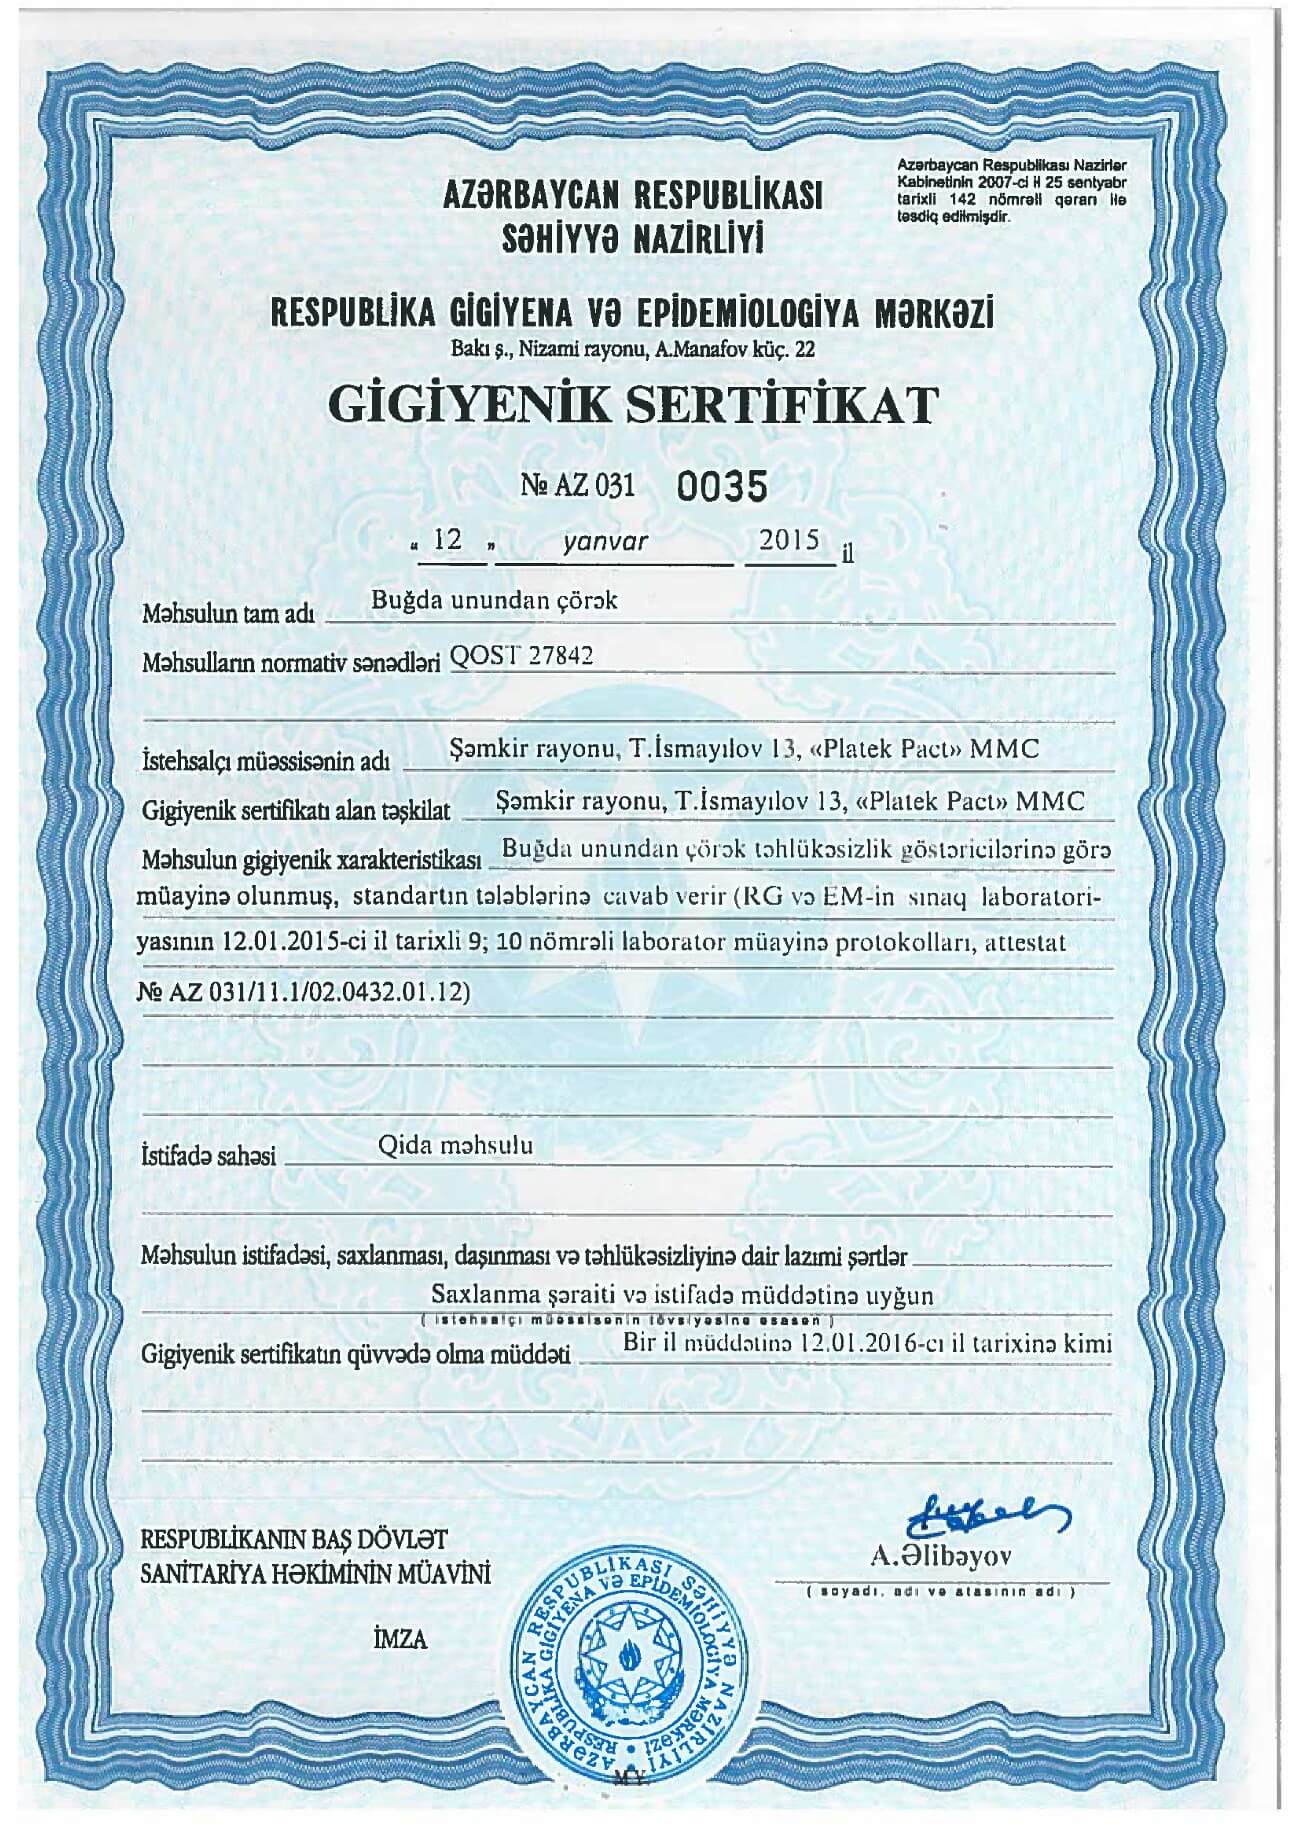 Azərbaycan Respublikası Nazirlər
Kabinetinin 2007-ci il 25 sentyabr
tarixli 142 nömrəli qərarı ilə
təsdiq edilmişdir.
AZƏRBAYCAN RESPUBLİKASI
SƏHİYYƏ NAZİRLİYİ
RESPUBLİKA GİGİYENA VƏ EPİDEMİOLOGİYA MƏRKƏZİ
Bakı ş., Nizami rayonu, A.Manafov küç. 22
GİGİYENİK SERTİFİKAT
№ AZ 031 0035
" 12 " yanvar 2015 il
Məhsulun tam adı Buğda unundan çörək
Məhsulların normativ sənədləri QOST 27842
İstehsalçı müəssisənin adı Şəmkir rayonu, T.İsmayılov 13, «Platek Pact» MMC
Gigiyenik sertifikatı alan təşkilat Şəmkir rayonu, T.İsmayılov 13, «Platek Pact» MMC
Məhsulun gigiyenik xarakteristikası Buğda unundan çörək təhlükəsizlik göstəricilərinə görə
müayinə olunmuş, standartın tələblərinə cavab verir (RG və EM-in sınaq laboratori-
yasının 12.01.2015-ci il tarixli 9; 10 nömrəli laborator müayinə protokolları, attestat
№ AZ 031/11.1/02.0432.01.12)
İstifadə sahəsi Qida məhsulu
Məhsulun istifadəsi, saxlanması, daşınması və təhlükəsizliyinə dair lazımi şərtlər
Saxlanma şəraiti və istifadə müddətinə uyğun
( istehsalçı müəssisənin tövsiyəsinə əsasən )
Gigiyenik sertifikatın qüvvədə olma müddəti Bir il müddətinə 12.01.2016-cı il tarixinə kimi
RESPUBLİKANIN BAŞ DÖVLƏT
SANİTARİYA HƏKİMİNİN MÜAVİNİ
A.Əlibəyov
( soyadı, adı və atasının adı )
İMZA
AZƏRBAYCAN RESPUBLİKASI SƏHİYYƏ NAZİRLİYİ
RESPUBLİKA GİGİYENA VƏ EPİDEMİOLOGİYA MƏRKƏZİ
M.Y.